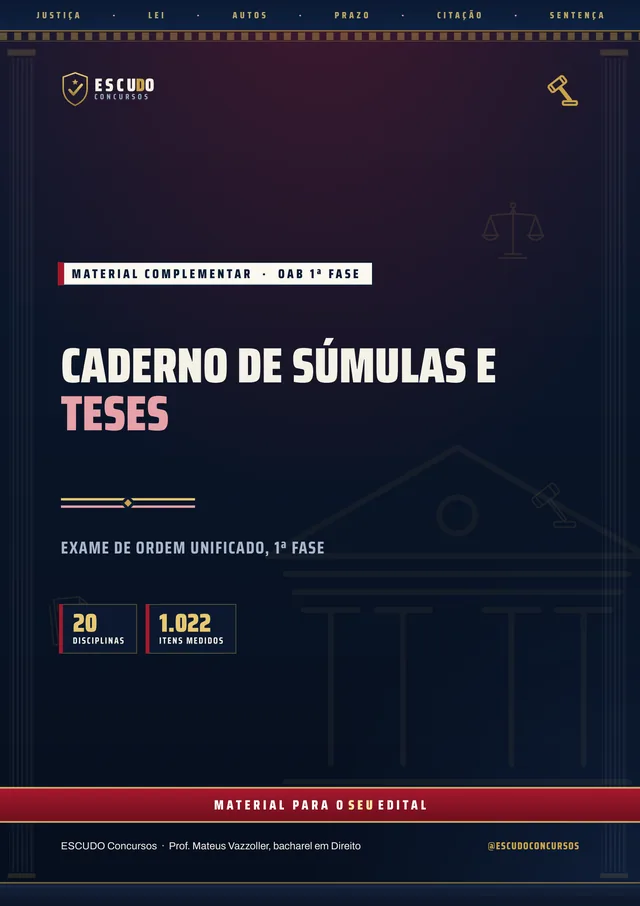 JUSTIÇA · LEI · AUTOS · PRAZO · CITAÇÃO · SENTENÇA
ESCUDO
CONCURSOS
MATERIAL COMPLEMENTAR · OAB 1ª FASE
CADERNO DE SÚMULAS E
TESES
EXAME DE ORDEM UNIFICADO, 1ª FASE
20
DISCIPLINAS
1.022
ITENS MEDIDOS
MATERIAL PARA O SEU EDITAL
ESCUDO Concursos · Prof. Mateus Vazzoller, bacharel em Direito
@ESCUDOCONCURSOS